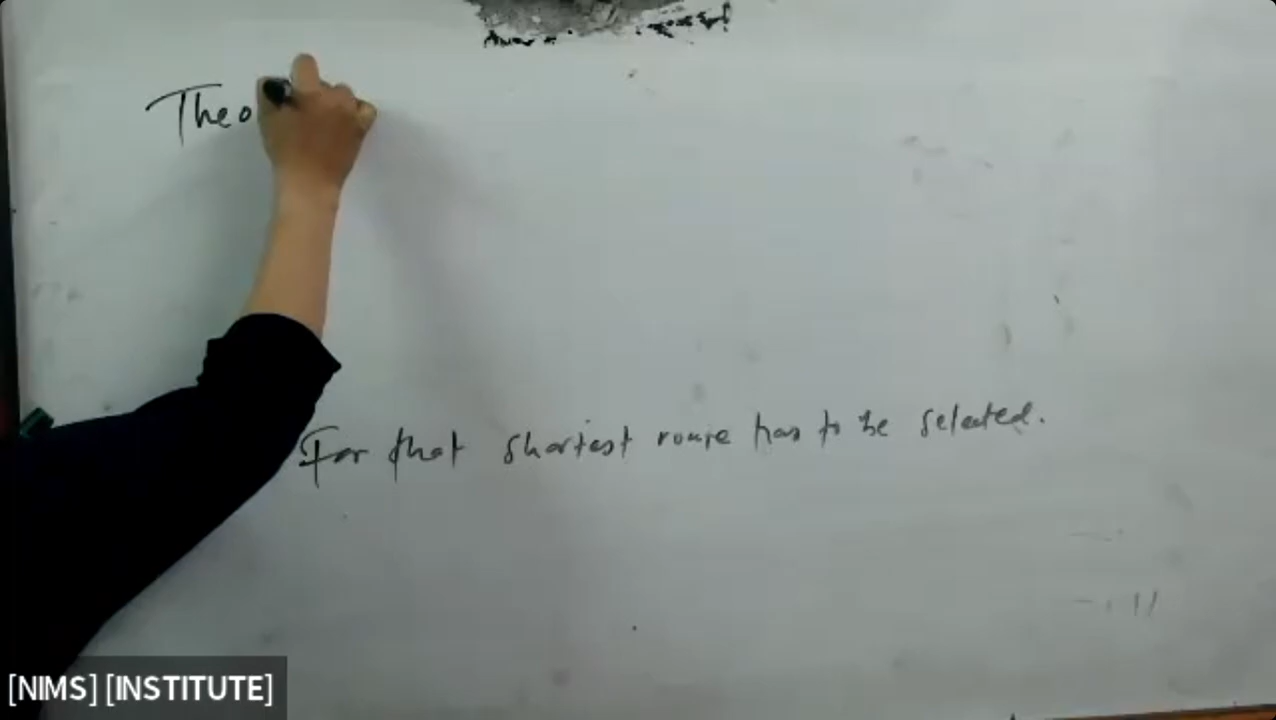 Theo
For that shortest route has to be selected.
[NIMS] [INSTITUTE]